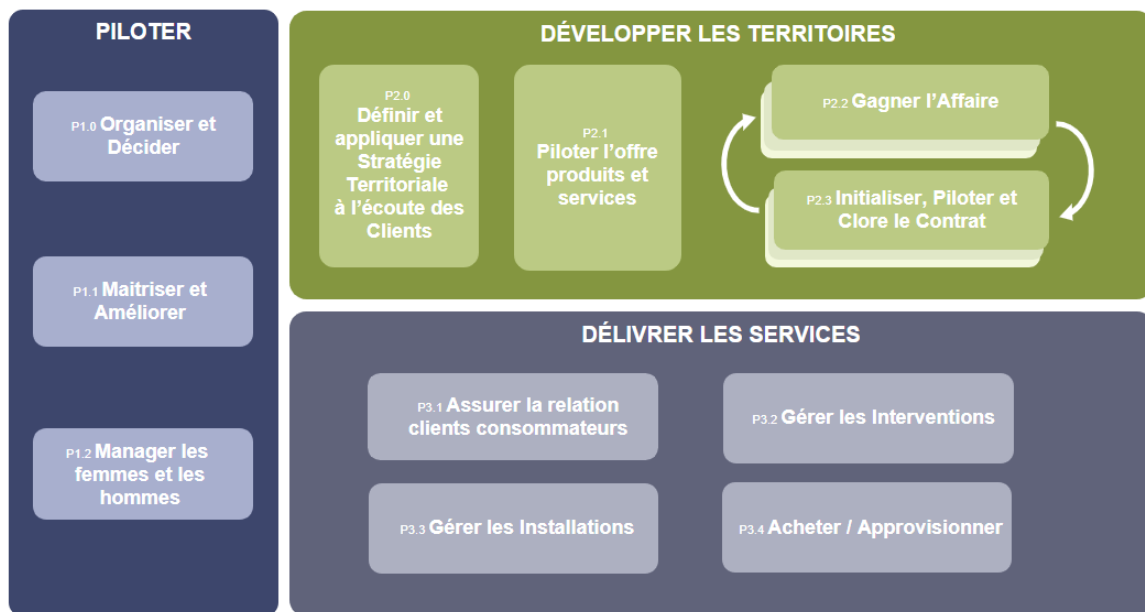 PILOTER
P1.0 Organiser et
Décider
P1.1 Maitriser et
Améliorer
P1.2 Manager les
femmes et les
hommes
DÉVELOPPER LES TERRITOIRES
P2.0
Définir et
appliquer une
Stratégie
Territoriale
à l'écoute des
Clients
P2.1
Piloter l'offre
produits et
services
P2.2 Gagner l'Affaire
P2.3 Initialiser, Piloter et
Clore le Contrat
DÉLIVRER LES SERVICES
P3.1 Assurer la relation
clients consommateurs
P3.2 Gérer les Interventions
P3.3 Gérer les Installations
P3.4 Acheter / Approvisionner